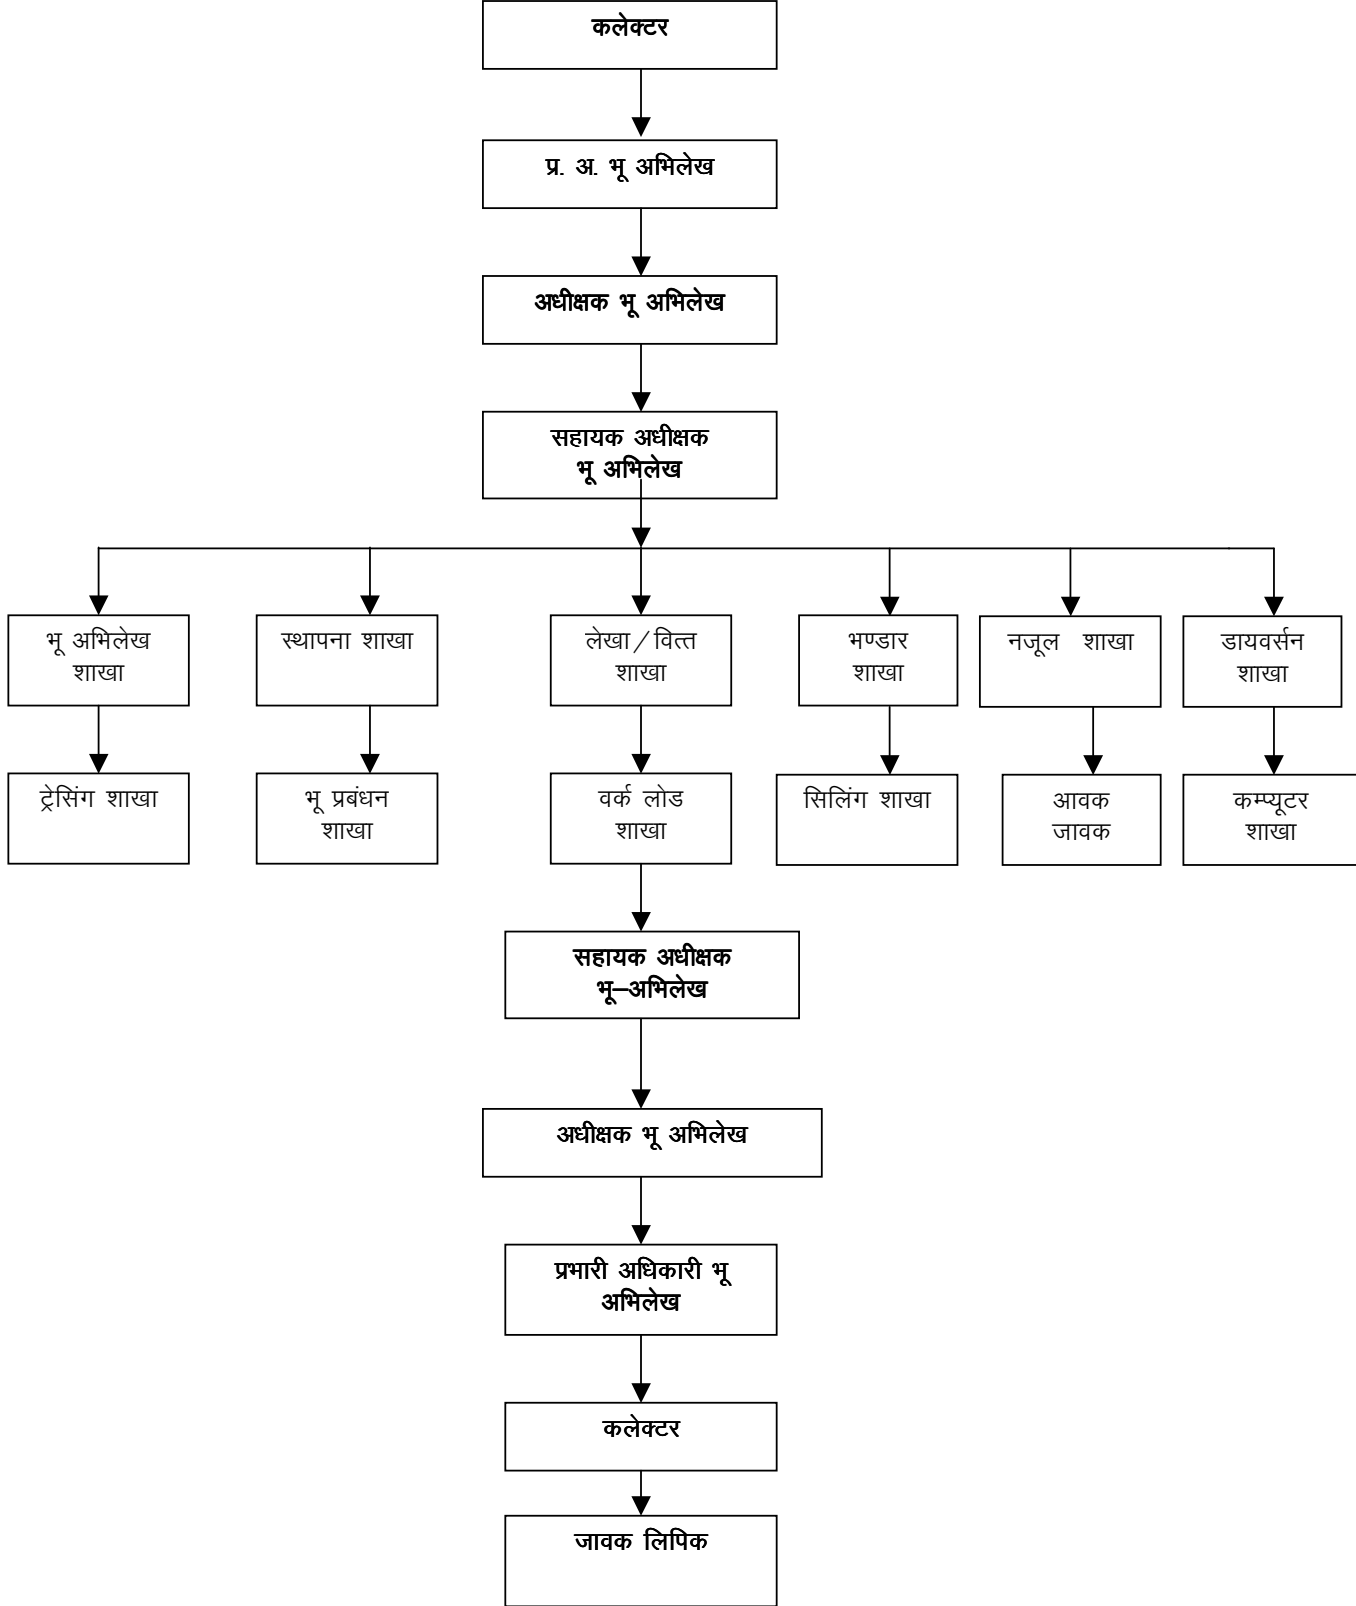 कलेक्टर
प्र. अ. भू अभिलेख
अधीक्षक भू अभिलेख
सहायक अधीक्षक
भू अभिलेख
भू अभिलेख
शाखा
स्थापना शाखा
लेखा/वित्त
शाखा
भण्डार
शाखा
नजूल शाखा
डायवर्सन
शाखा
ट्रेसिंग शाखा
भू प्रबंधन
शाखा
वर्क लोड
शाखा
सिलिंग शाखा
आवक
जावक
कम्प्यूटर
शाखा
सहायक अधीक्षक
भू–अभिलेख
अधीक्षक भू अभिलेख
प्रभारी अधिकारी भू
अभिलेख
कलेक्टर
जावक लिपिक